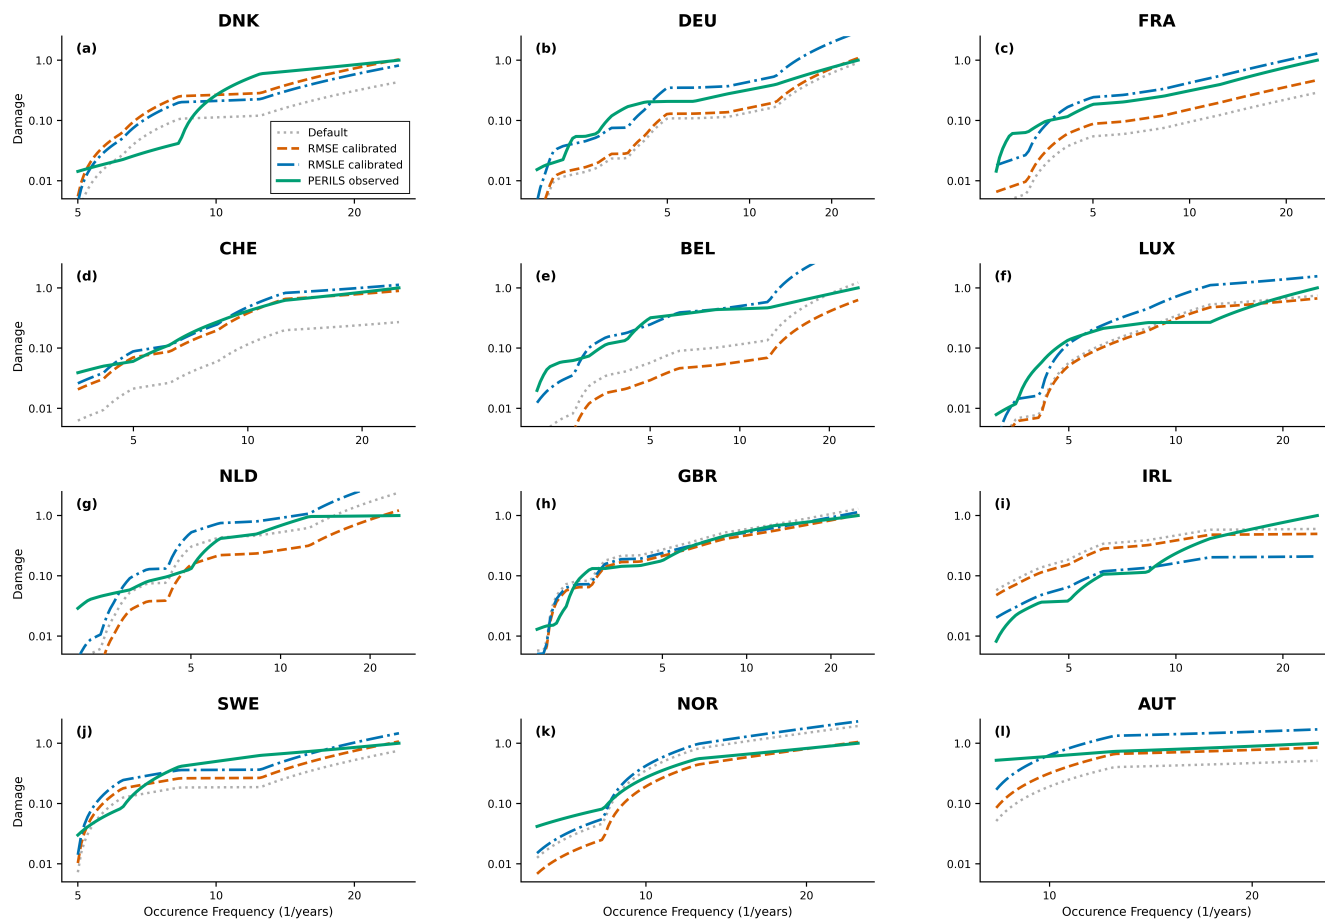 DNK
DEU
FRA
(a)
(b)
(c)
1.0
0.10
0.01
Damage
5
10
20
Default
RMSE calibrated
RMSLE calibrated
PERILS observed
1.0
0.10
0.01
5
10
20
1.0
0.10
0.01
5
10
20
CHE
BEL
LUX
(d)
(e)
(f)
1.0
0.10
0.01
Damage
5
10
20
1.0
0.10
0.01
5
10
20
1.0
0.10
0.01
5
10
20
NLD
GBR
IRL
(g)
(h)
(i)
1.0
0.10
0.01
Damage
5
10
20
1.0
0.10
0.01
5
10
20
1.0
0.10
0.01
5
10
20
SWE
NOR
AUT
(j)
(k)
(l)
1.0
0.10
0.01
Damage
5
10
20
Occurence Frequency (1/years)
1.0
0.10
0.01
10
20
Occurence Frequency (1/years)
1.0
0.10
0.01
10
20
Occurence Frequency (1/years)